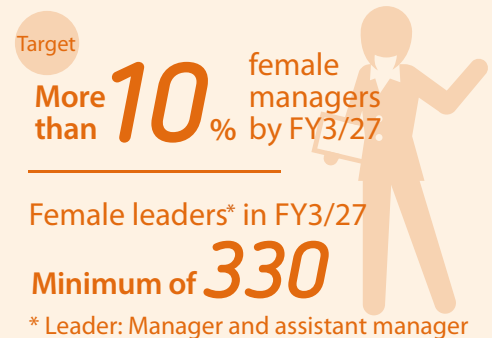 Target
More than 10% female managers by FY3/27
Female leaders* in FY3/27
Minimum of 330
* Leader: Manager and assistant manager